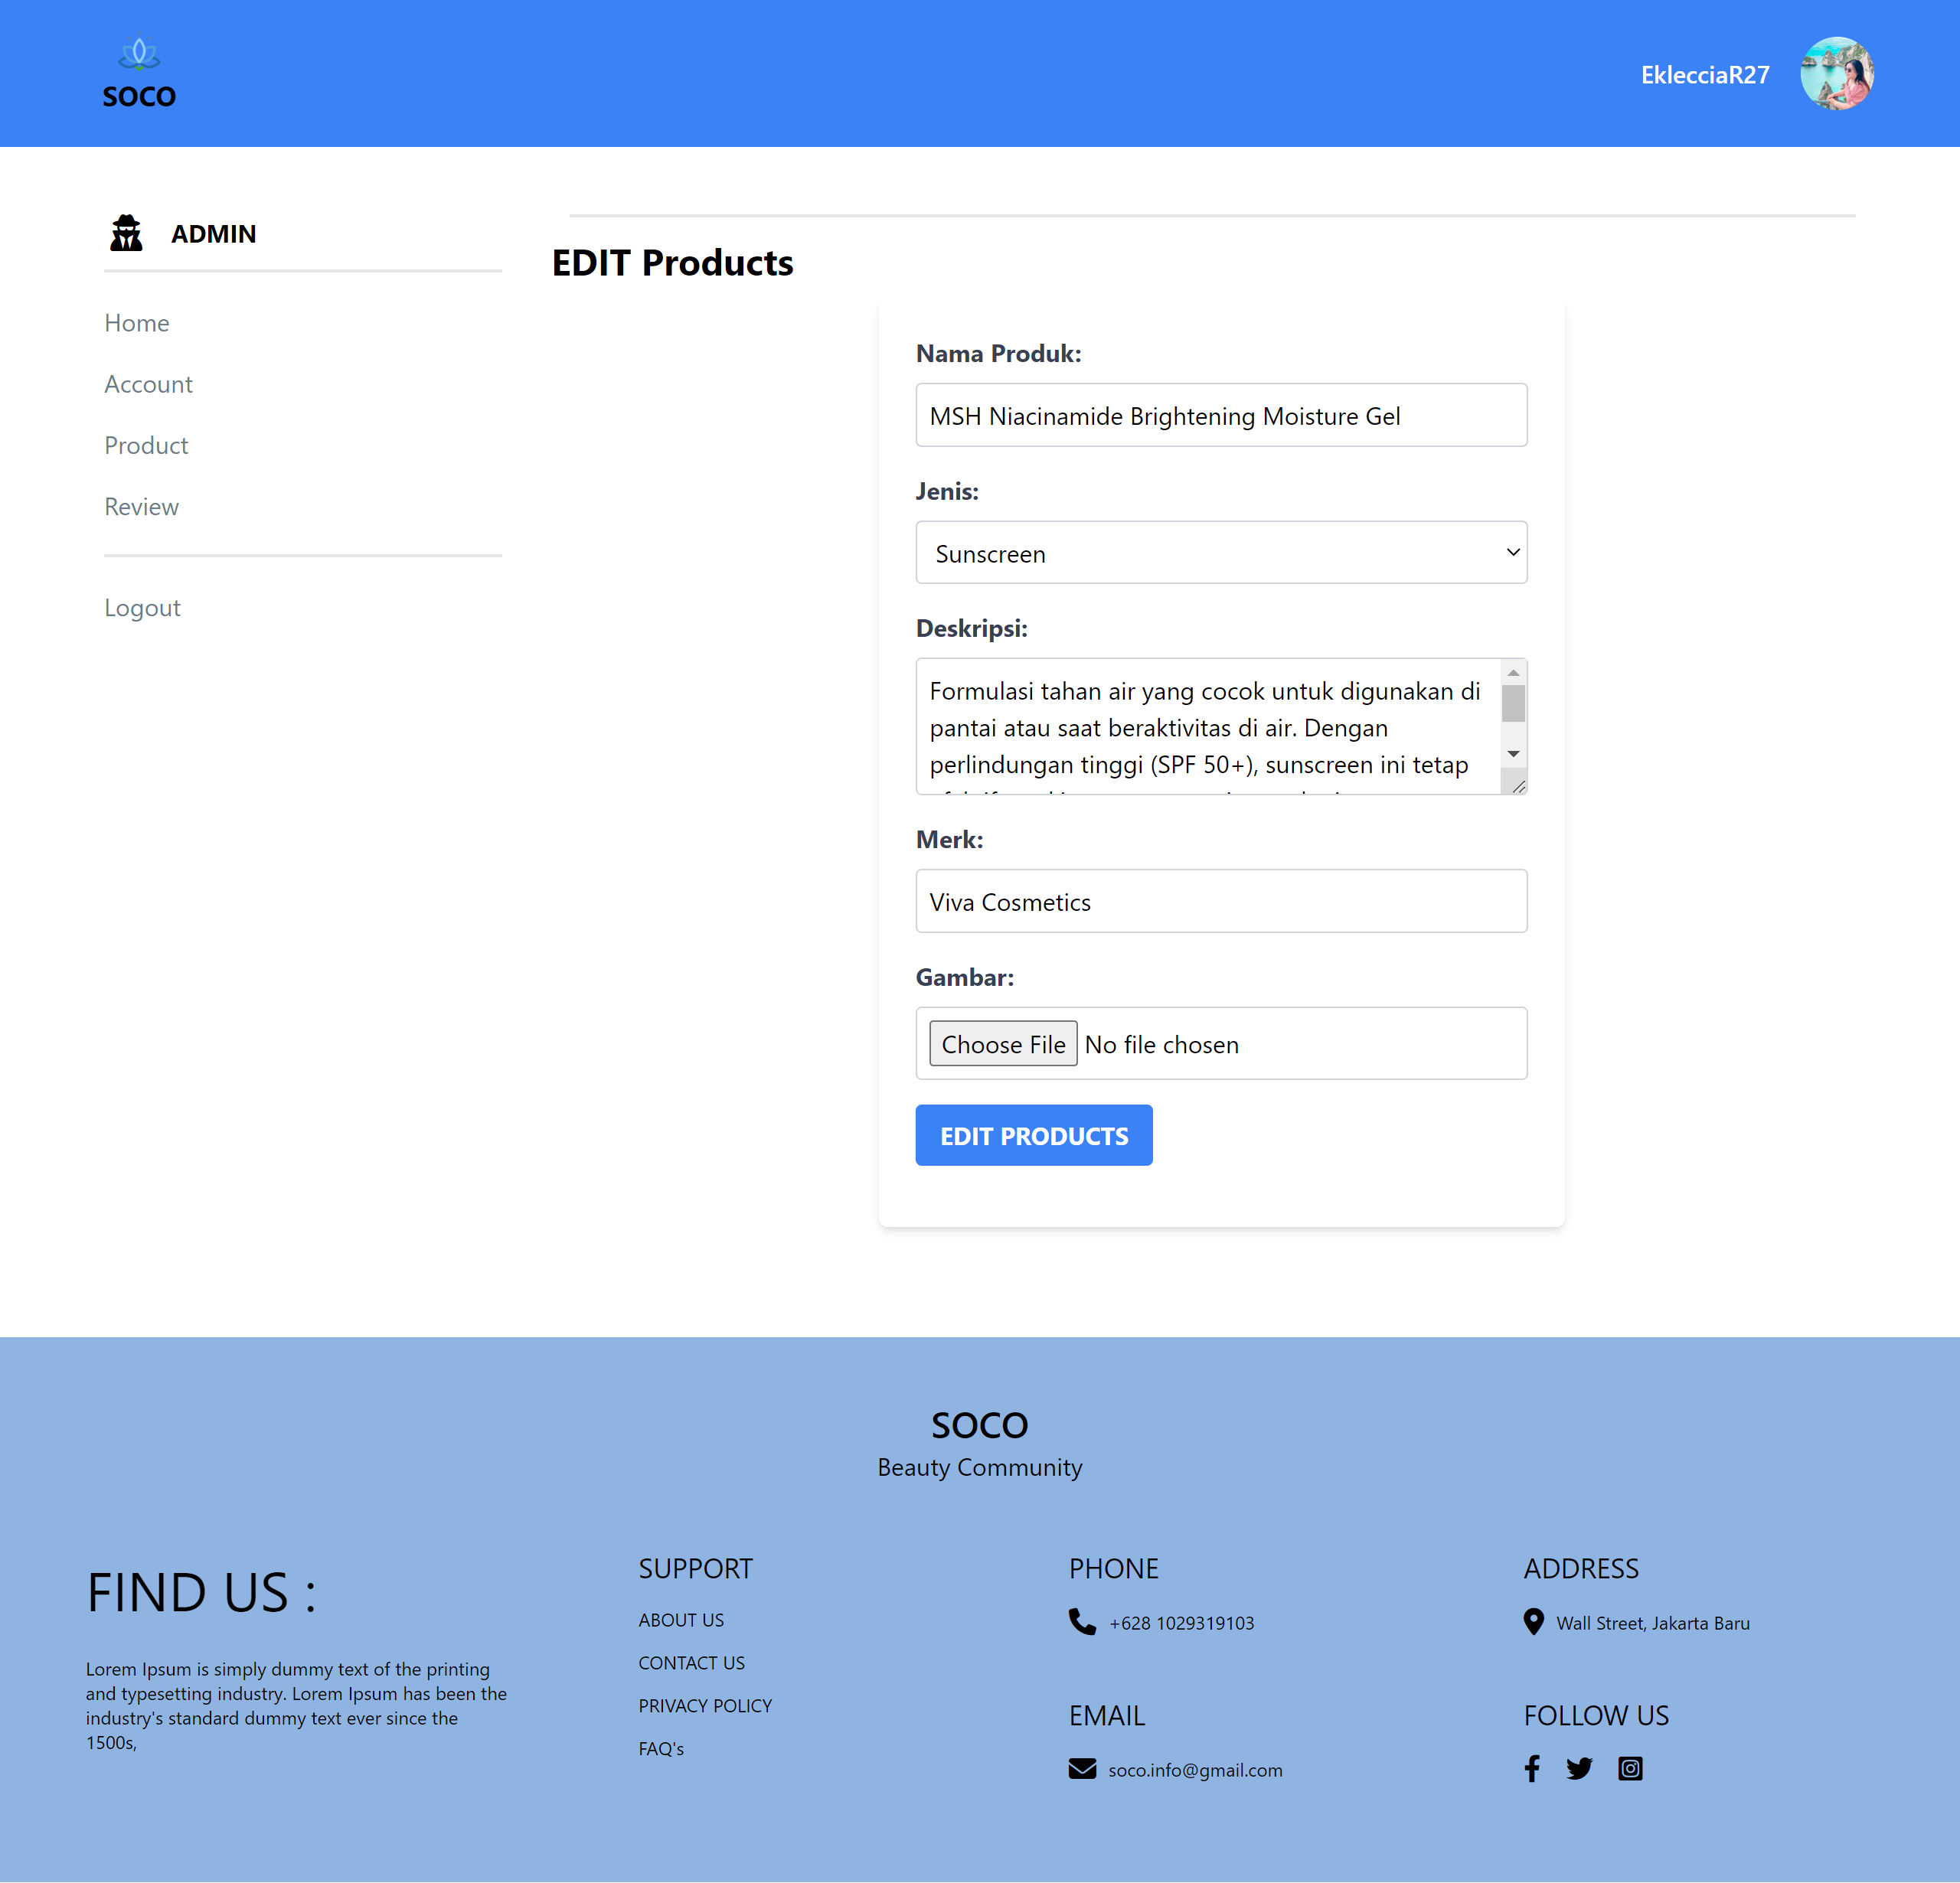 SOCO
EklecciaR27
ADMIN
Home
Account
Product
Review
Logout
EDIT Products
Nama Produk:
MSH Niacinamide Brightening Moisture Gel
Jenis:
Sunscreen
Deskripsi:
Formulasi tahan air yang cocok untuk digunakan di
pantai atau saat beraktivitas di air. Dengan
perlindungan tinggi (SPF 50+), sunscreen ini tetap
Merk:
Viva Cosmetics
Gambar:
Choose File No file chosen
EDIT PRODUCTS
SOCO
Beauty Community
FIND US :
Lorem Ipsum is simply dummy text of the printing
and typesetting industry. Lorem Ipsum has been the
industry's standard dummy text ever since the
1500s,
SUPPORT
ABOUT US
CONTACT US
PRIVACY POLICY
FAQ's
PHONE
+628 1029319103
EMAIL
soco.info@gmail.com
ADDRESS
Wall Street, Jakarta Baru
FOLLOW US